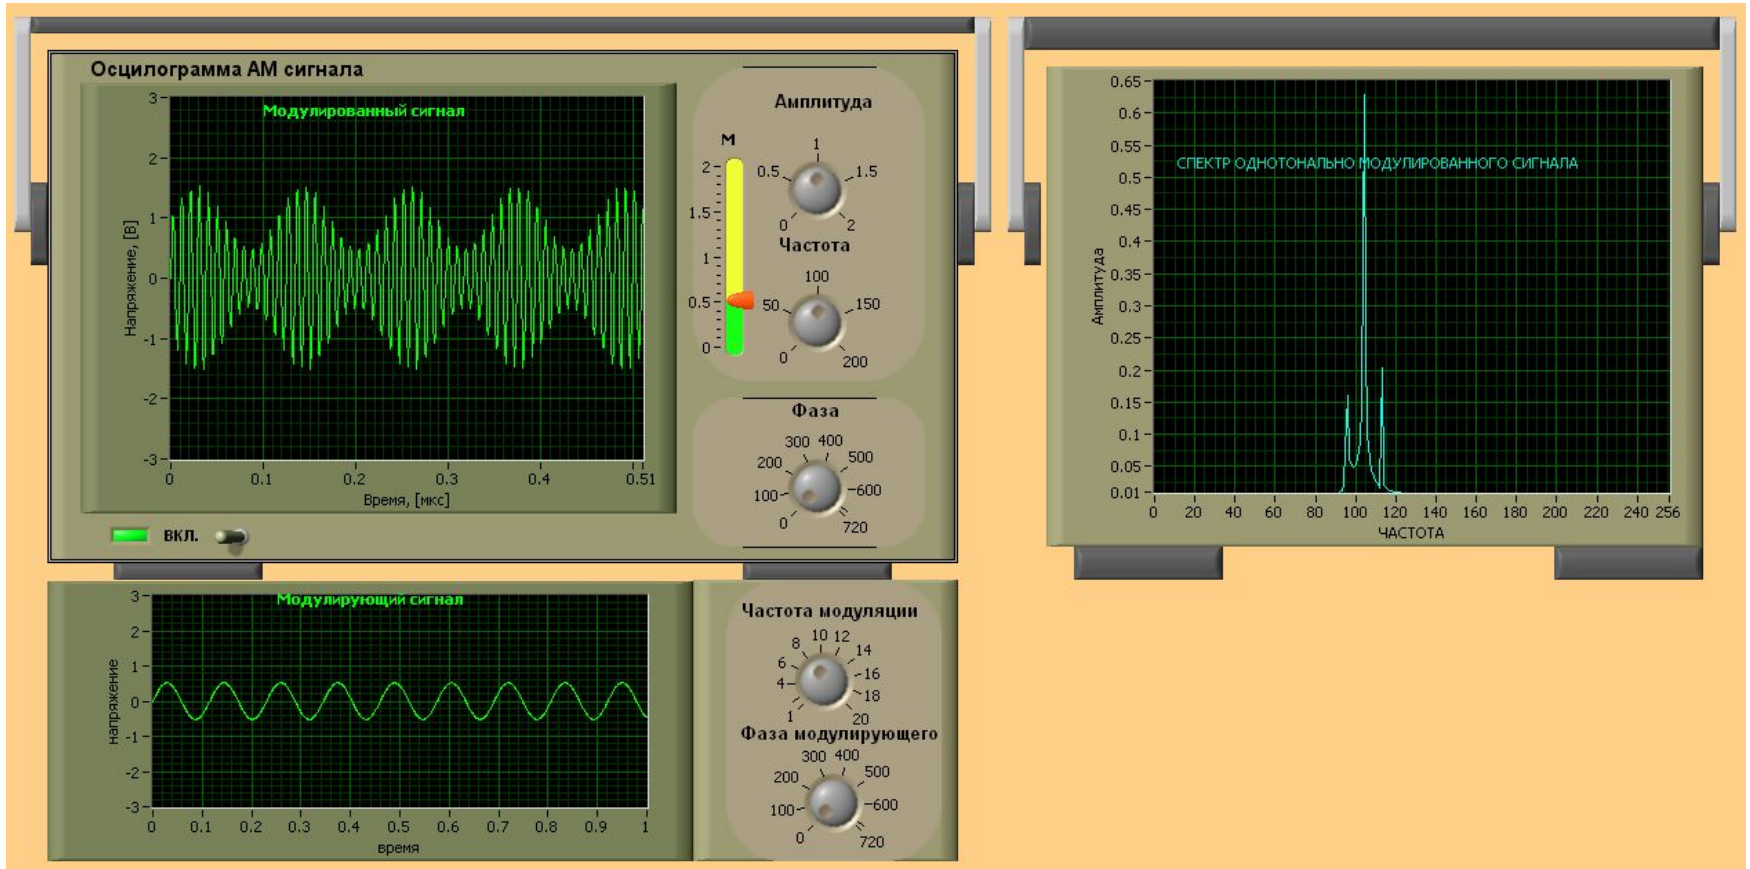 Осцилограмма АМ сигнала
Модулированный сигнал
Напряжение, [В]
3
2
1
0
-1
-2
-3
0 0.1 0.2 0.3 0.4 0.51
Время, [мкс]
ВКЛ.
Амплитуда
М
2
1.5
1
0.5
0
0 0.5 1 1.5 2
Частота
0 50 100 150 200
Фаза
0 100 200 300 400 500 600 720
Модулирующий сигнал
напряжение
3
2
1
0
-1
-2
-3
0 0.1 0.2 0.3 0.4 0.5 0.6 0.7 0.8 0.9 1
время
Частота модуляции
1 4 6 8 10 12 14 16 18 20
Фаза модулирующего
0 100 200 300 400 500 600 720
СПЕКТР ОДНОТОНАЛЬНО МОДУЛИРОВАННОГО СИГНАЛА
Амплитуда
0.65
0.6
0.55
0.5
0.45
0.4
0.35
0.3
0.25
0.2
0.15
0.1
0.05
0.01
0 20 40 60 80 100 120 140 160 180 200 220 240 256
ЧАСТОТА